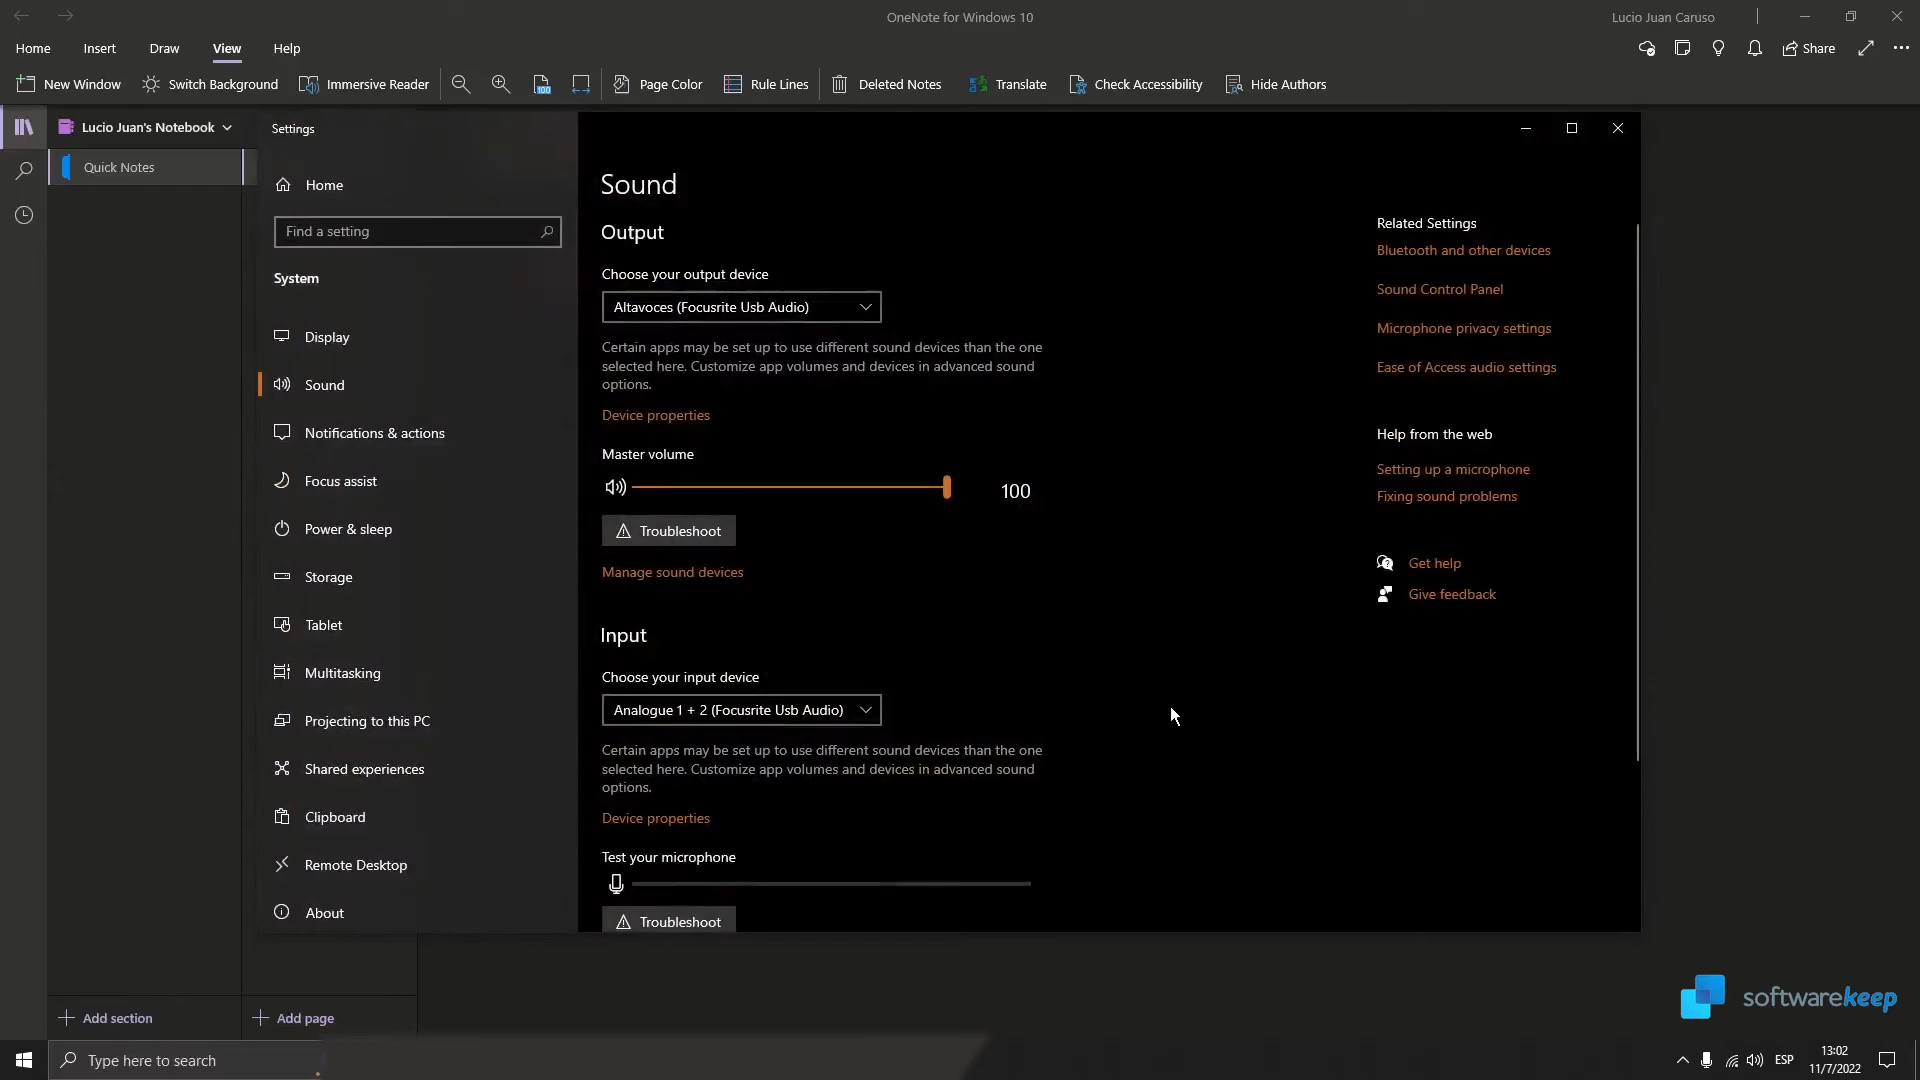 OneNote for Windows 10
Lucio Juan Caruso
Home
Insert
Draw
View
Help
Share
New Window
Switch Background
Immersive Reader
100
Page Color
Rule Lines
Deleted Notes
Translate
Check Accessibility
Hide Authors
Lucio Juan's Notebook
Quick Notes
Settings
Home
Find a setting
System
Display
Sound
Notifications & actions
Focus assist
Power & sleep
Storage
Tablet
Multitasking
Projecting to this PC
Shared experiences
Clipboard
Remote Desktop
About
Sound
Output
Choose your output device
Altavoces (Focusrite Usb Audio)
Certain apps may be set up to use different sound devices than the one
selected here. Customize app volumes and devices in advanced sound
options.
Device properties
Master volume
100
Troubleshoot
Manage sound devices
Input
Choose your input device
Analogue 1 + 2 (Focusrite Usb Audio)
Certain apps may be set up to use different sound devices than the one
selected here. Customize app volumes and devices in advanced sound
options.
Device properties
Test your microphone
Troubleshoot
Related Settings
Bluetooth and other devices
Sound Control Panel
Microphone privacy settings
Ease of Access audio settings
Help from the web
Setting up a microphone
Fixing sound problems
Get help
Give feedback
Add section
Add page
softwarekeep
Type here to search
ESP
13:02
11/7/2022